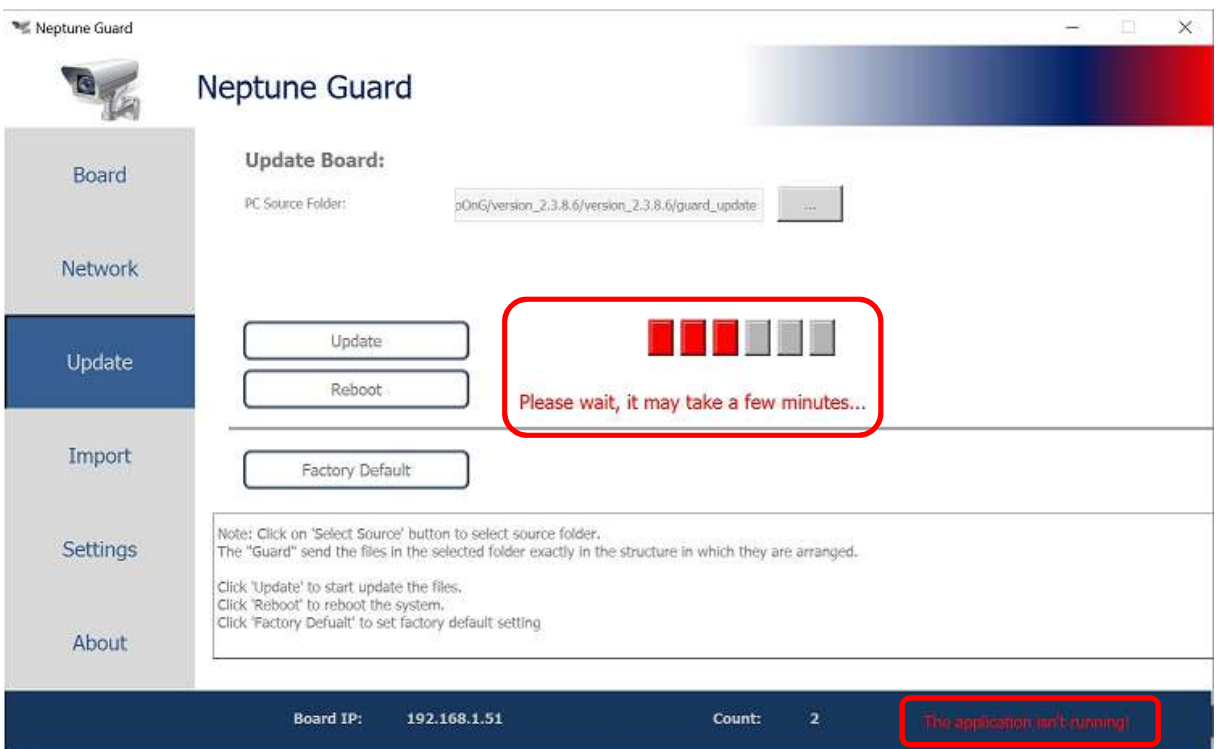 Neptune Guard
Neptune Guard
Board
Network
Update
Import
Settings
About
Update Board:
PC Source Folder:
pOnG/version_2.3.8.6/version_2.3.8.6/guard_update
...
Update
Reboot
Please wait, it may take a few minutes...
Factory Default
Note: Click on 'Select Source' button to select source folder.
The "Guard" send the files in the selected folder exactly in the structure in which they are arranged.
Click 'Update' to start update the files.
Click 'Reboot' to reboot the system.
Click 'Factory Defualt' to set factory default setting
Board IP: 192.168.1.51 Count: 2 The application isn't running!